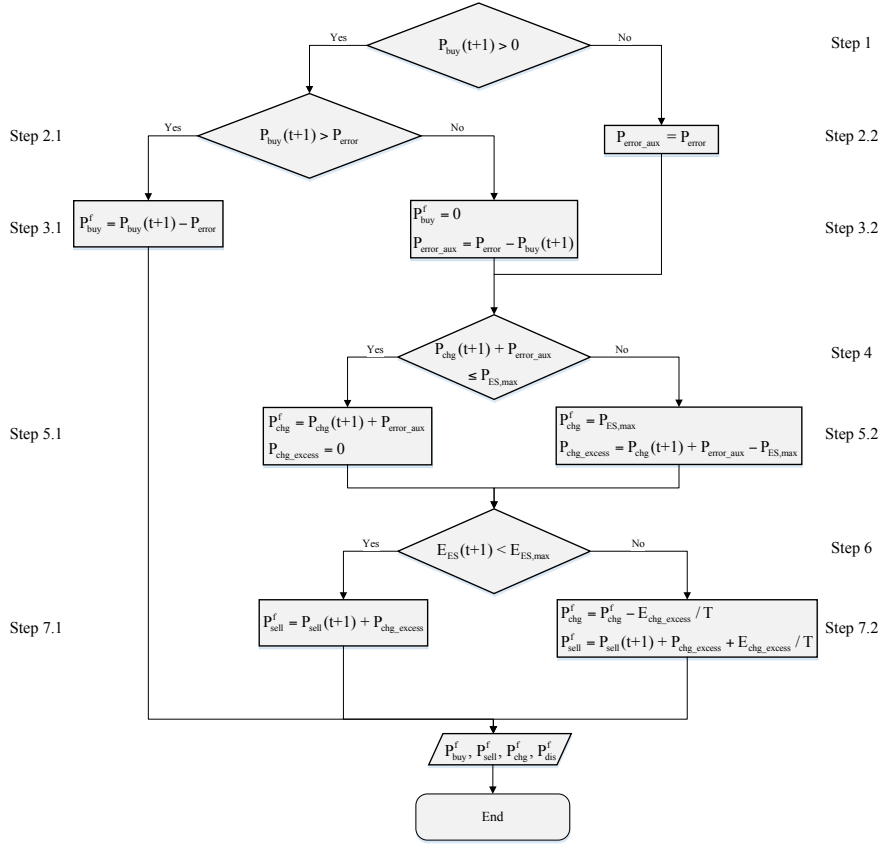 Yes
P_buy(t+1) > 0
No
Step 1
Step 2.1
Yes
P_buy(t+1) > P_error
No
P_error_aux = P_error
Step 2.2
Step 3.1
P^f_buy = P_buy(t+1) − P_error
P^f_buy = 0
P_error_aux = P_error − P_buy(t+1)
Step 3.2
Yes
P_chg(t+1) + P_error_aux
≤ P_ES,max
No
Step 4
Step 5.1
P^f_chg = P_chg(t+1) + P_error_aux
P_chg_excess = 0
P^f_chg = P_ES,max
P_chg_excess = P_chg(t+1) + P_error_aux − P_ES,max
Step 5.2
Yes
E_ES(t+1) < E_ES,max
No
Step 6
Step 7.1
P^f_sell = P_sell(t+1) + P_chg_excess
P^f_chg = P^f_chg − E_chg_excess / T
P^f_sell = P_sell(t+1) + P_chg_excess + E_chg_excess / T
Step 7.2
P^f_buy, P^f_sell, P^f_chg, P^f_dis
End